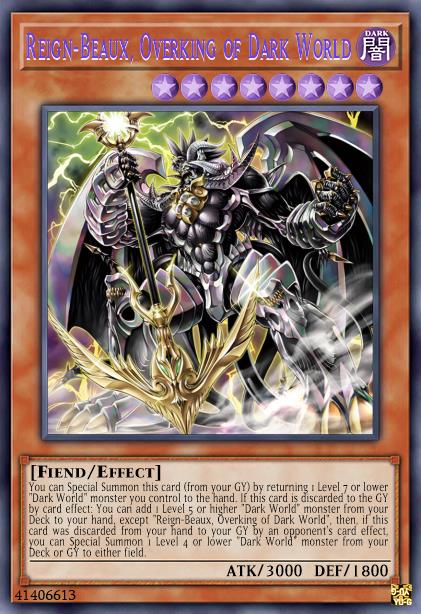 Reign-Beaux, Overking of Dark World
DARK
闇
[Fiend/Effect]
You can Special Summon this card (from your GY) by returning 1 Level 7 or lower
"Dark World" monster you control to the hand. If this card is discarded to the GY
by card effect: You can add 1 Level 5 or higher "Dark World" monster from your
Deck to your hand, except "Reign-Beaux, Overking of Dark World", then, if this
card was discarded from your hand to your GY by an opponent's card effect,
you can Special Summon 1 Level 4 or lower "Dark World" monster from your
Deck or GY to either field.
ATK/3000 DEF/1800
41406613